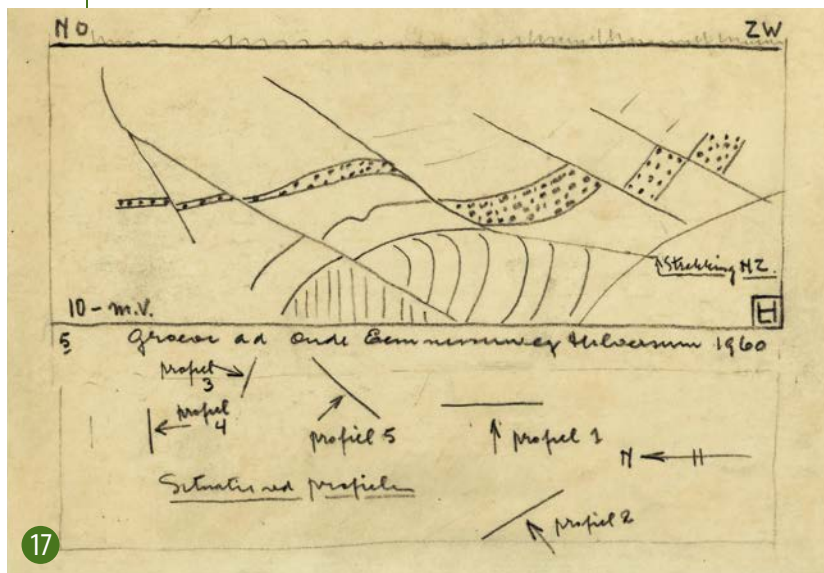 NO ZW
Strekking NZ.
10 - m.V. H
5 Groeve a d Oude Eemnesserweg Hilversum 1960
profiel 3
profiel 4
profiel 5
profiel 1
N
Situatie v d profielen
profiel 2
17